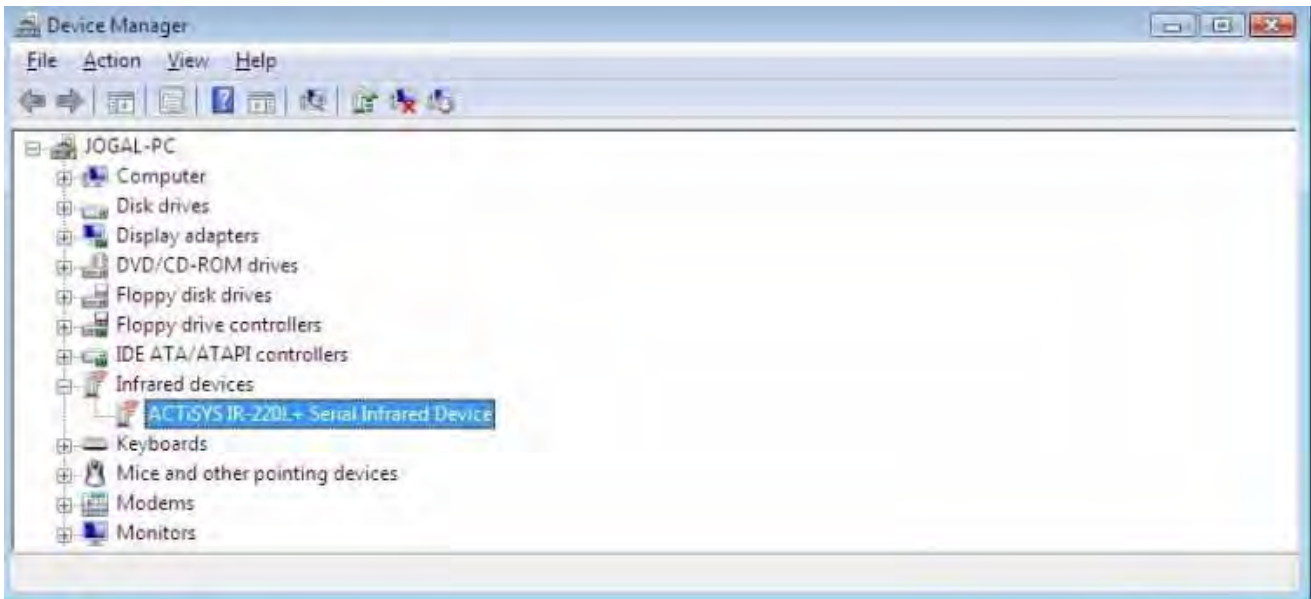 Device Manager
File Action View Help
JOGAL-PC
Computer
Disk drives
Display adapters
DVD/CD-ROM drives
Floppy disk drives
Floppy drive controllers
IDE ATA/ATAPI controllers
Infrared devices
ACTiSYS IR-220L+ Serial Infrared Device
Keyboards
Mice and other pointing devices
Modems
Monitors